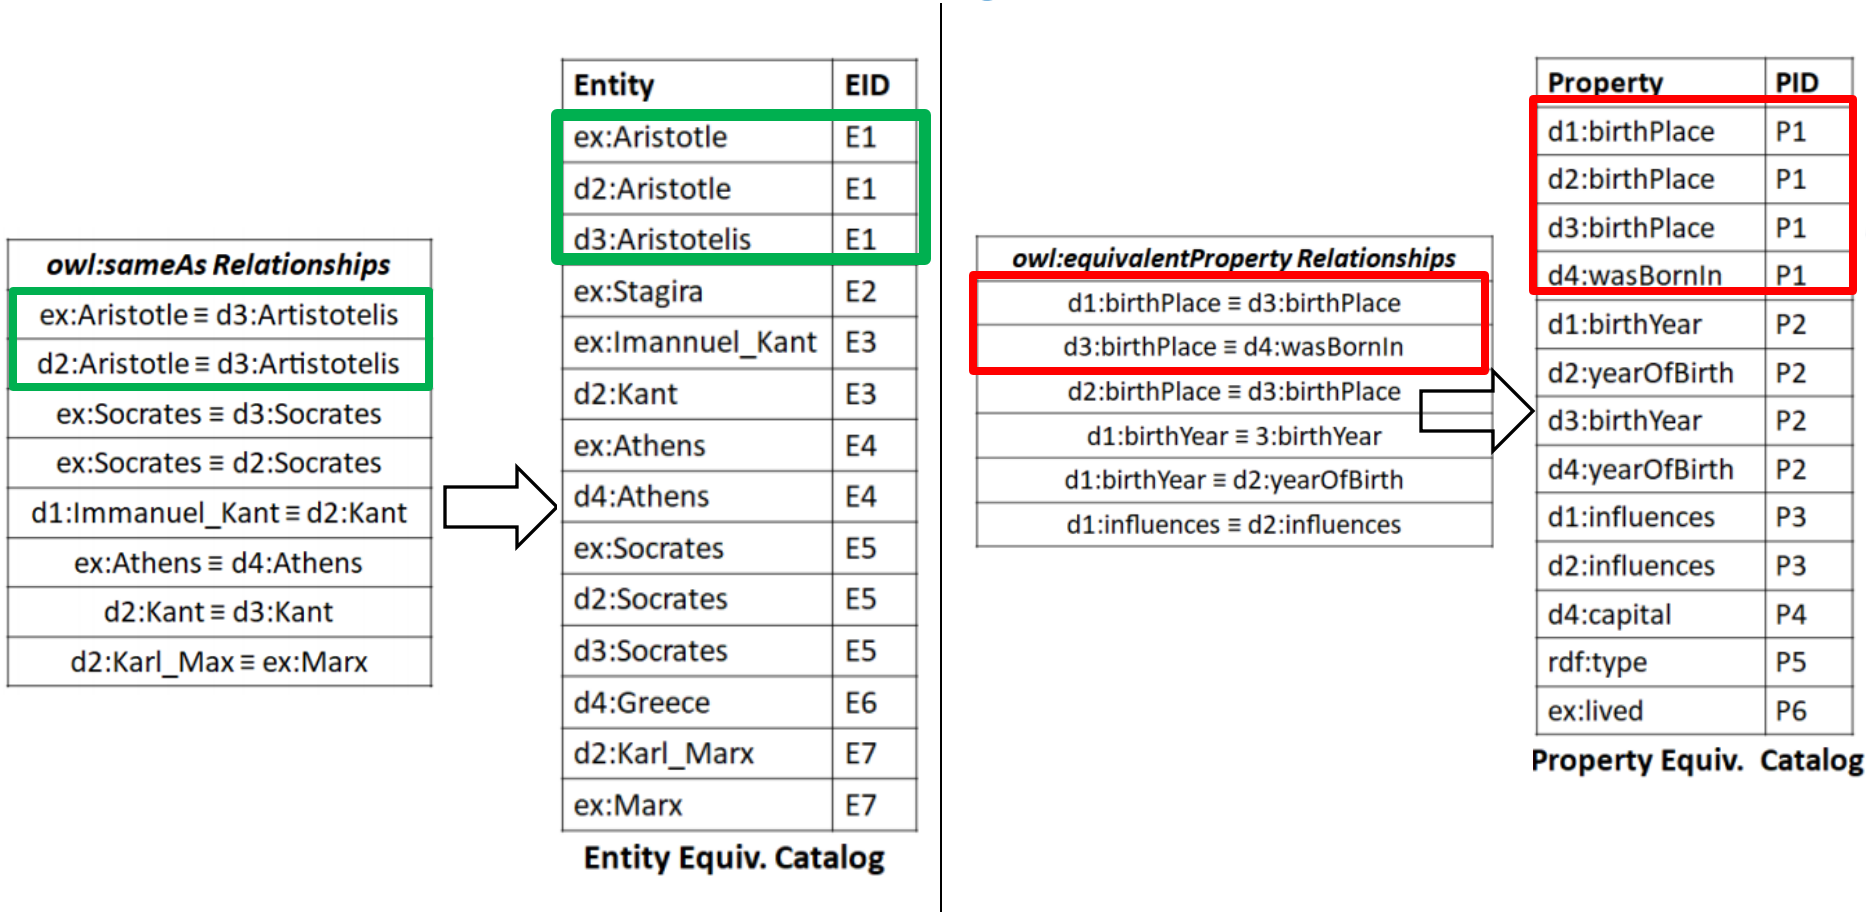 owl:sameAs Relationships
ex:Aristotle ≡ d3:Artistotelis
d2:Aristotle ≡ d3:Artistotelis
ex:Socrates ≡ d3:Socrates
ex:Socrates ≡ d2:Socrates
d1:Immanuel_Kant ≡ d2:Kant
ex:Athens ≡ d4:Athens
d2:Kant ≡ d3:Kant
d2:Karl_Max ≡ ex:Marx
Entity EID
ex:Aristotle E1
d2:Aristotle E1
d3:Aristotelis E1
ex:Stagira E2
ex:Imannuel_Kant E3
d2:Kant E3
ex:Athens E4
d4:Athens E4
ex:Socrates E5
d2:Socrates E5
d3:Socrates E5
d4:Greece E6
d2:Karl_Marx E7
ex:Marx E7
Entity Equiv. Catalog
owl:equivalentProperty Relationships
d1:birthPlace ≡ d3:birthPlace
d3:birthPlace ≡ d4:wasBornIn
d2:birthPlace ≡ d3:birthPlace
d1:birthYear ≡ 3:birthYear
d1:birthYear ≡ d2:yearOfBirth
d1:influences ≡ d2:influences
Property PID
d1:birthPlace P1
d2:birthPlace P1
d3:birthPlace P1
d4:wasBornIn P1
d1:birthYear P2
d2:yearOfBirth P2
d3:birthYear P2
d4:yearOfBirth P2
d1:influences P3
d2:influences P3
d4:capital P4
rdf:type P5
ex:lived P6
Property Equiv. Catalog